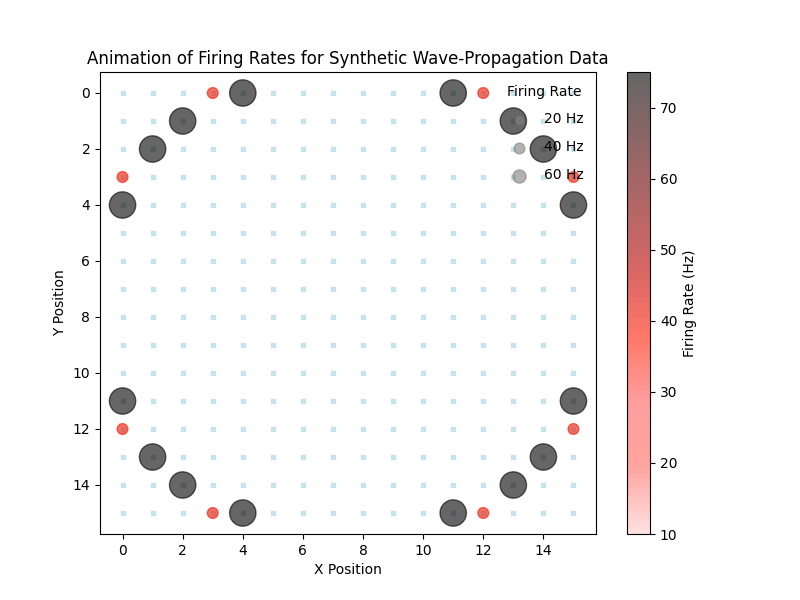 Animation of Firing Rates for Synthetic Wave-Propagation Data
Firing Rate
20 Hz
40 Hz
60 Hz
0
2
4
6
8
10
12
14
Y Position
0 2 4 6 8 10 12 14
X Position
70
60
50
40
30
20
10
Firing Rate (Hz)